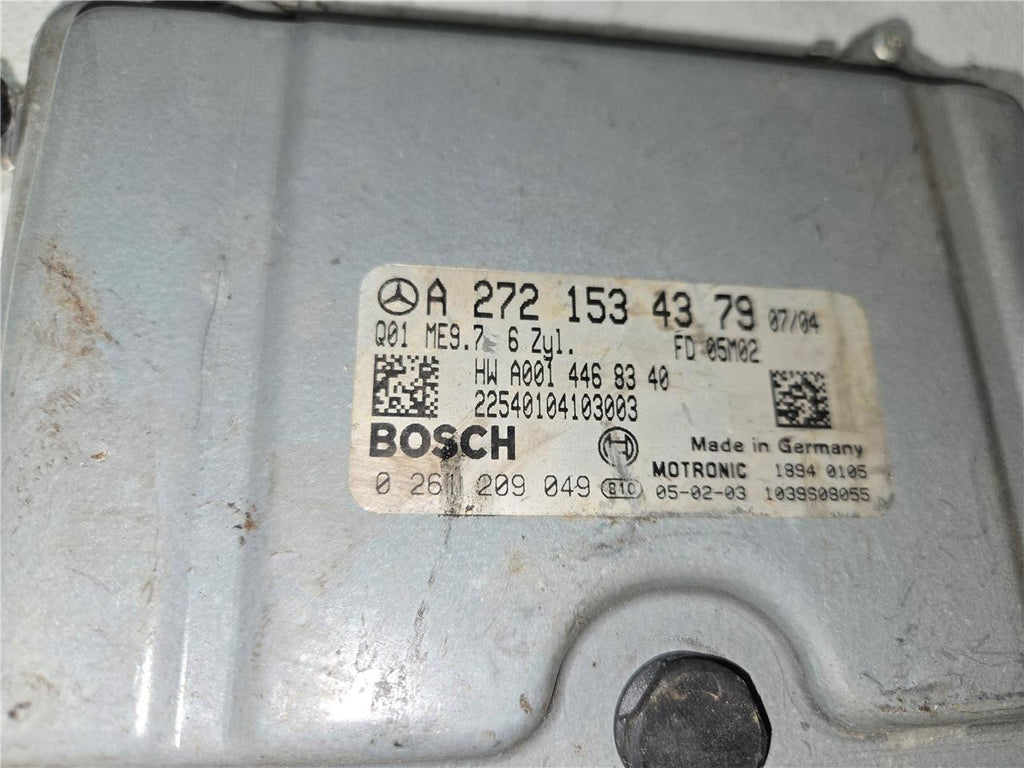 A 272 153 43 79 07/04
Q01 ME9.7 6 Zyl. FD 05M02
HW A001 446 83 40
22540104103003
BOSCH Made in Germany
MOTRONIC 1894 0105
0 261 209 049 B10 05-02-03 1039S08055